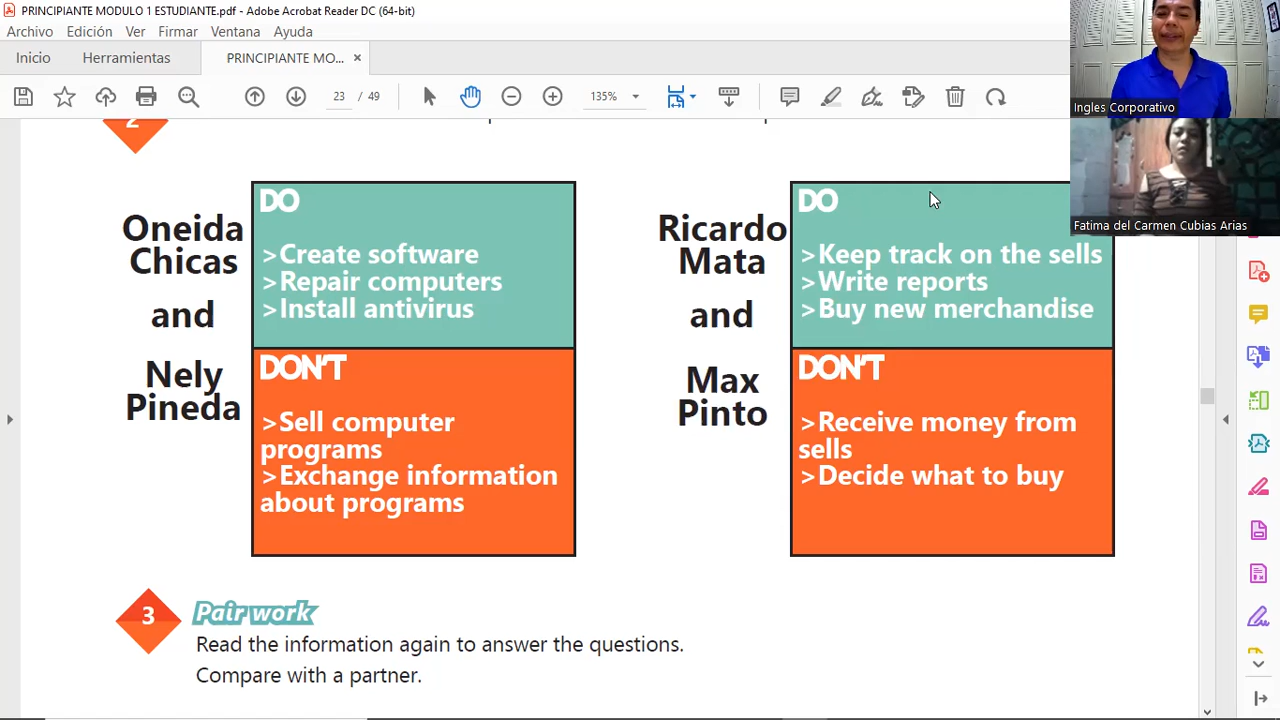 PRINCIPIANTE MODULO 1 ESTUDIANTE.pdf - Adobe Acrobat Reader DC (64-bit)
Archivo Edición Ver Firmar Ventana Ayuda
Inicio Herramientas PRINCIPIANTE MO... ×
23 / 49 135%
Ingles Corporativo
Fatima del Carmen Cubias Arias
2
Oneida
Chicas
and
Nely
Pineda
DO
>Create software
>Repair computers
>Install antivirus
DON'T
>Sell computer
programs
>Exchange information
about programs
Ricardo
Mata
and
Max
Pinto
DO
>Keep track on the sells
>Write reports
>Buy new merchandise
DON'T
>Receive money from
sells
>Decide what to buy
3 Pair work
Read the information again to answer the questions.
Compare with a partner.